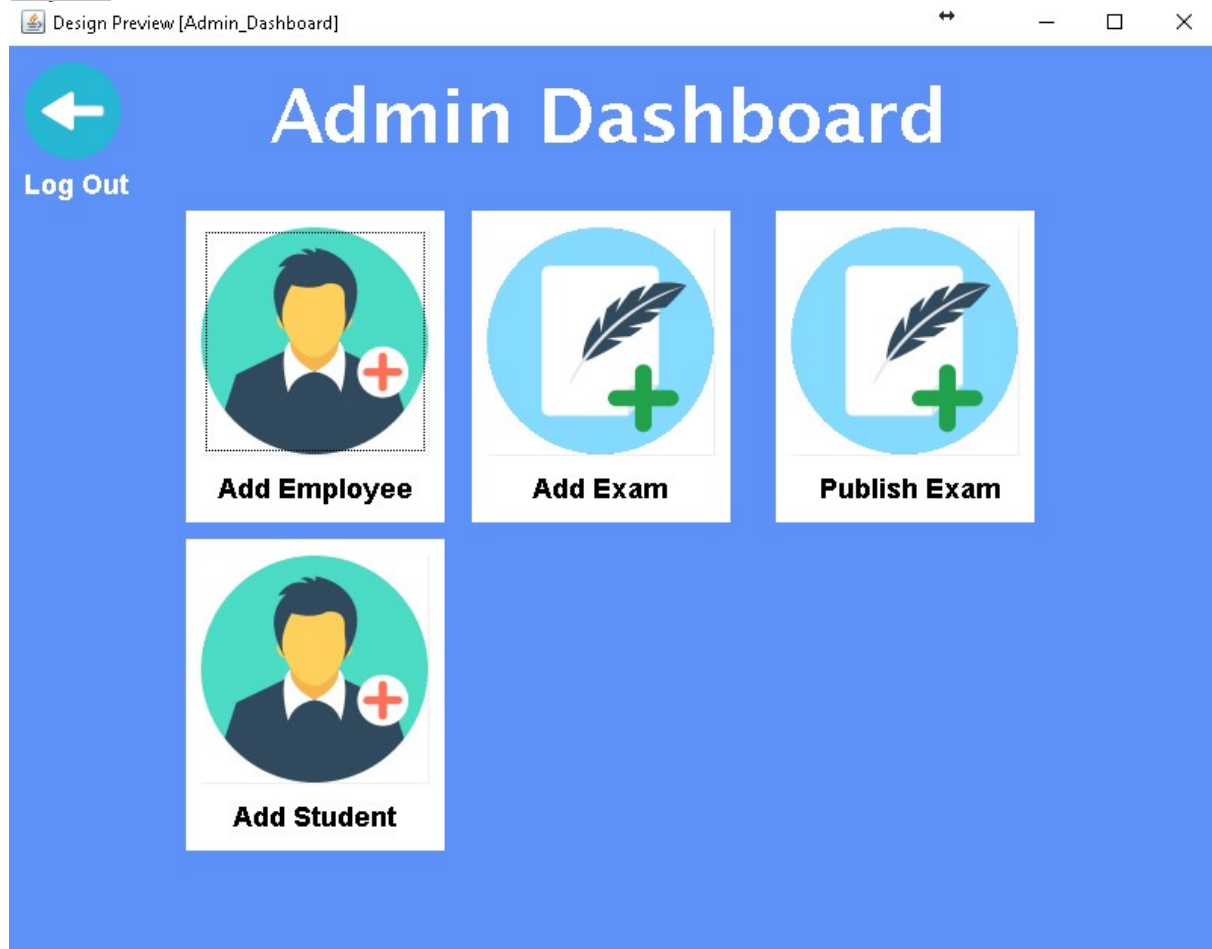 Design Preview [Admin_Dashboard]
Admin Dashboard
Log Out
Add Employee
Add Exam
Publish Exam
Add Student